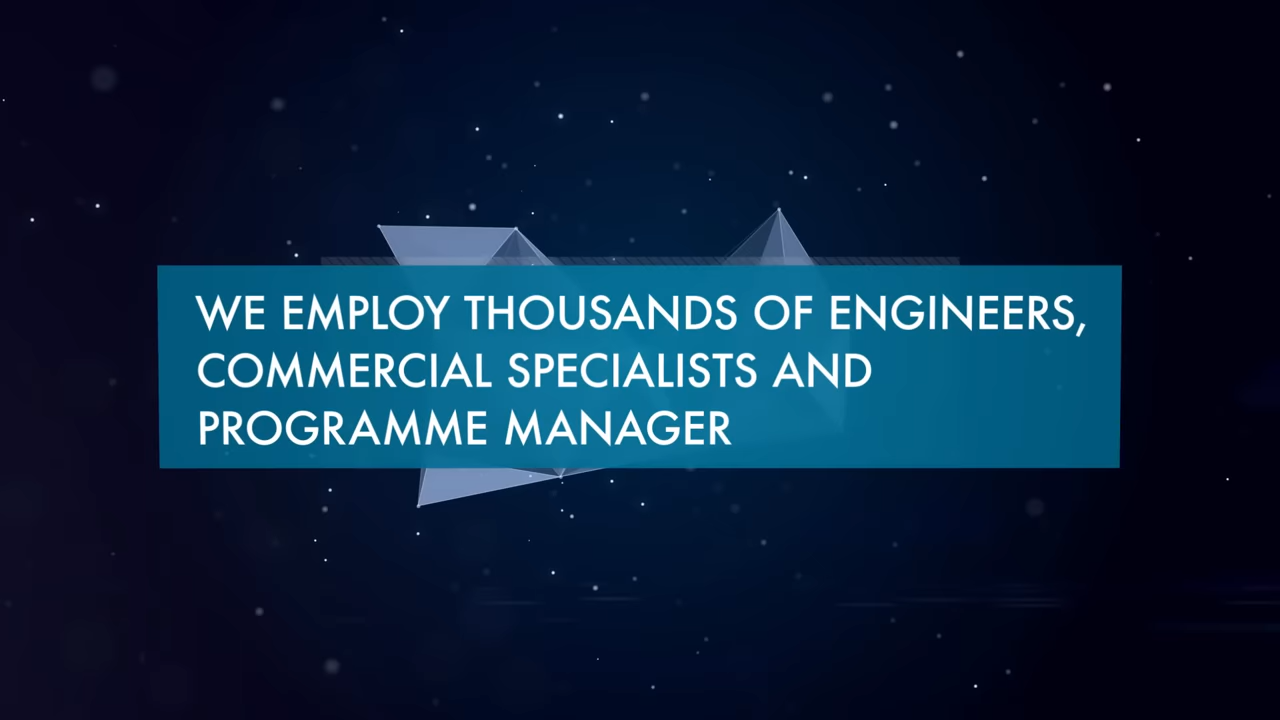 WE EMPLOY THOUSANDS OF ENGINEERS,
COMMERCIAL SPECIALISTS AND
PROGRAMME MANAGER